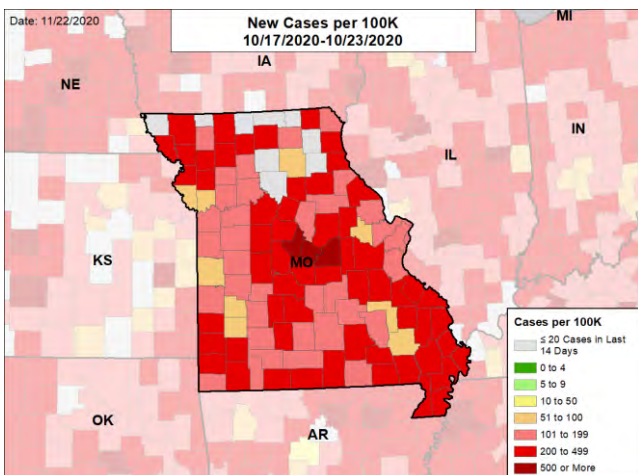 Date: 11/22/2020
New Cases per 100K
10/17/2020-10/23/2020
MI
IA
NE
IN
IL
KS
MO
OK
AR
Cases per 100K
≤ 20 Cases in Last
14 Days
0 to 4
5 to 9
10 to 50
51 to 100
101 to 199
200 to 499
500 or More